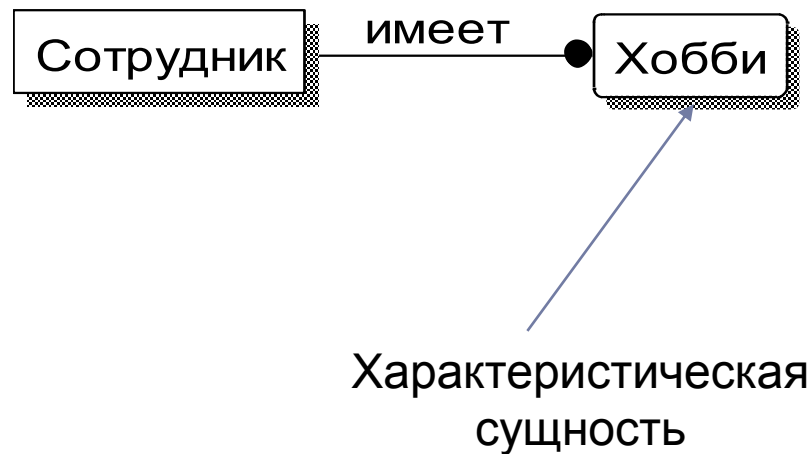 имеет
Сотрудник
Хобби
Характеристическая
сущность